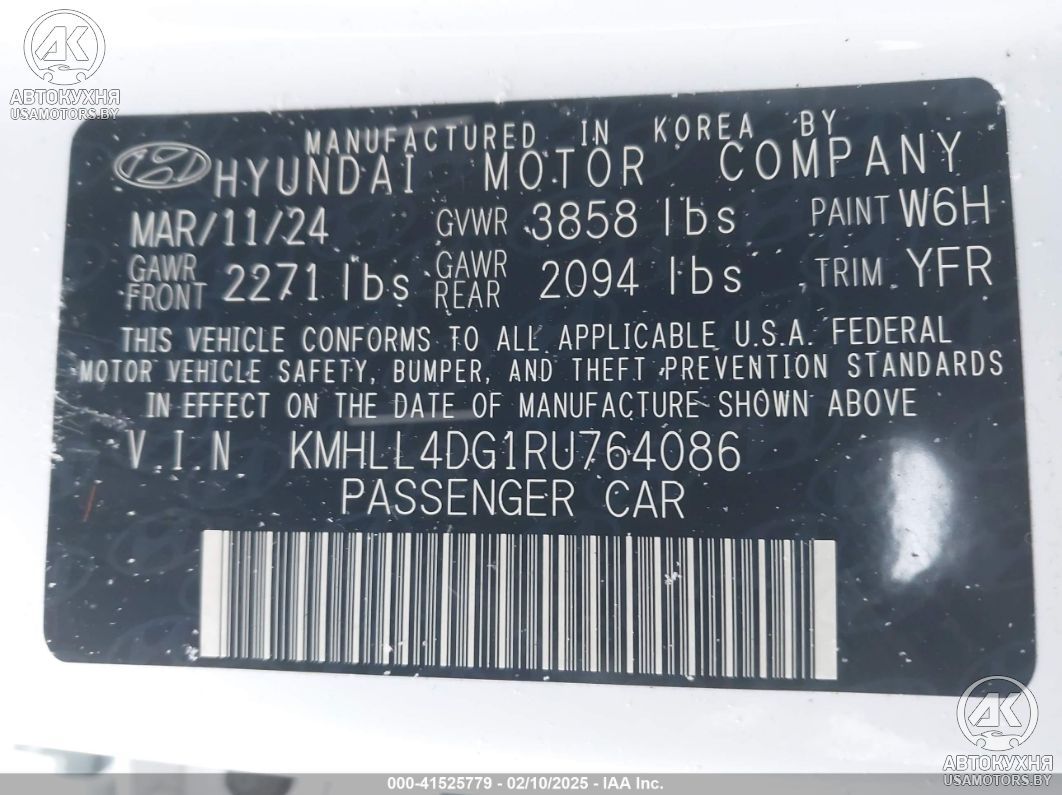 AK
АВТОКУХНЯ
USAMOTORS.BY
MANUFACTURED IN KOREA BY
HYUNDAI MOTOR COMPANY
MAR/11/24 GVWR 3858 lbs PAINT W6H
GAWR FRONT 2271 lbs GAWR REAR 2094 lbs TRIM YFR
THIS VEHICLE CONFORMS TO ALL APPLICABLE U.S.A. FEDERAL
MOTOR VEHICLE SAFETY, BUMPER, AND THEFT PREVENTION STANDARDS
IN EFFECT ON THE DATE OF MANUFACTURE SHOWN ABOVE
V.I.N KMHLL4DG1RU764086
PASSENGER CAR
AK
АВТОКУХНЯ
USAMOTORS.BY
000-41525779 - 02/10/2025 - IAA Inc.